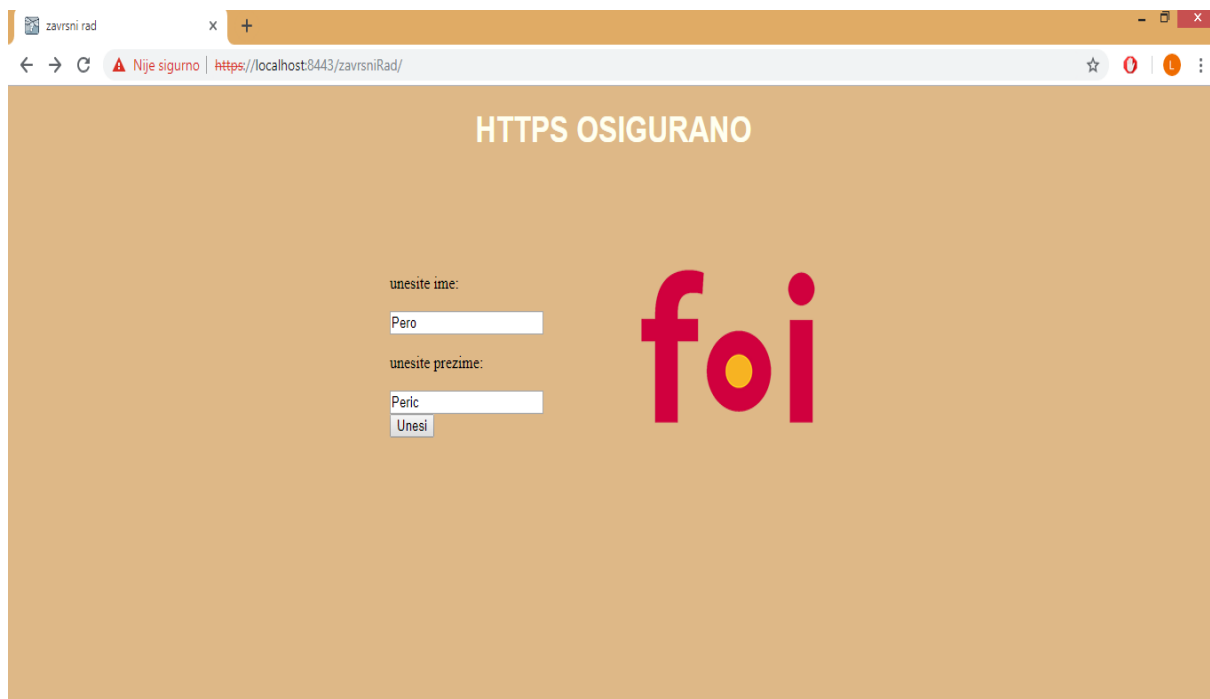 zavrsni rad
Nije sigurno | https://localhost:8443/zavrsniRad/
L
HTTPS OSIGURANO
unesite ime:
Pero
unesite prezime:
Peric
Unesi
foi